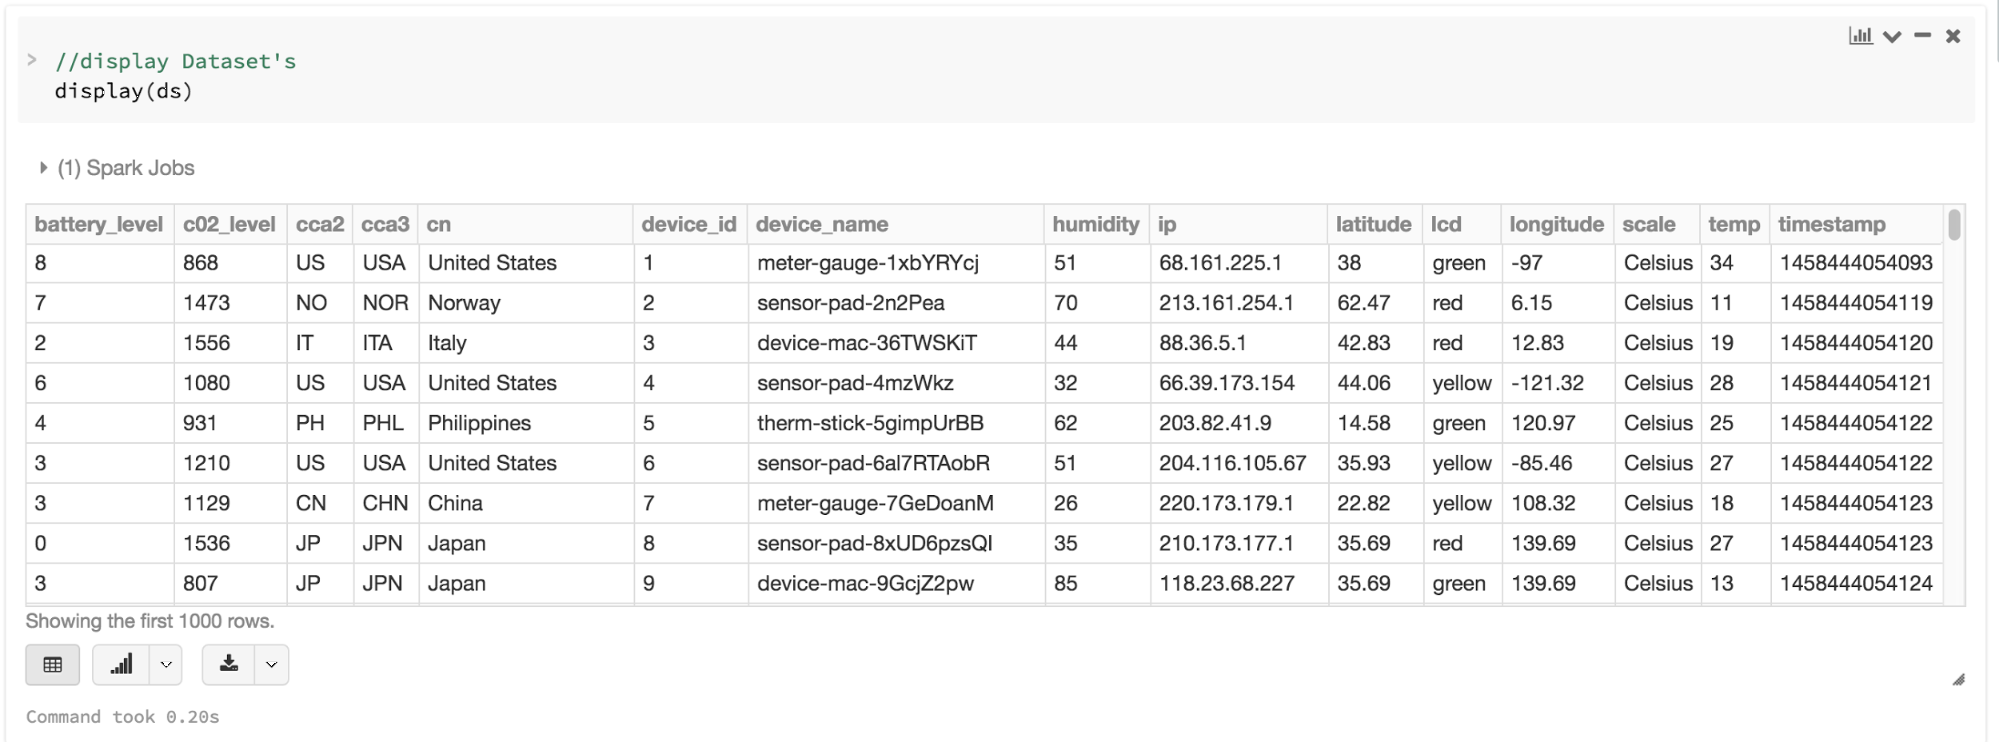 > //display Dataset's
display(ds)
(1) Spark Jobs
battery_level c02_level cca2 cca3 cn device_id device_name humidity ip latitude lcd longitude scale temp timestamp
8 868 US USA United States 1 meter-gauge-1xbYRYcj 51 68.161.225.1 38 green -97 Celsius 34 1458444054093
7 1473 NO NOR Norway 2 sensor-pad-2n2Pea 70 213.161.254.1 62.47 red 6.15 Celsius 11 1458444054119
2 1556 IT ITA Italy 3 device-mac-36TWSKiT 44 88.36.5.1 42.83 red 12.83 Celsius 19 1458444054120
6 1080 US USA United States 4 sensor-pad-4mzWkz 32 66.39.173.154 44.06 yellow -121.32 Celsius 28 1458444054121
4 931 PH PHL Philippines 5 therm-stick-5gimpUrBB 62 203.82.41.9 14.58 green 120.97 Celsius 25 1458444054122
3 1210 US USA United States 6 sensor-pad-6al7RTAobR 51 204.116.105.67 35.93 yellow -85.46 Celsius 27 1458444054122
3 1129 CN CHN China 7 meter-gauge-7GeDoanM 26 220.173.179.1 22.82 yellow 108.32 Celsius 18 1458444054123
0 1536 JP JPN Japan 8 sensor-pad-8xUD6pzsQI 35 210.173.177.1 35.69 red 139.69 Celsius 27 1458444054123
3 807 JP JPN Japan 9 device-mac-9GcjZ2pw 85 118.23.68.227 35.69 green 139.69 Celsius 13 1458444054124
Showing the first 1000 rows.
Command took 0.20s